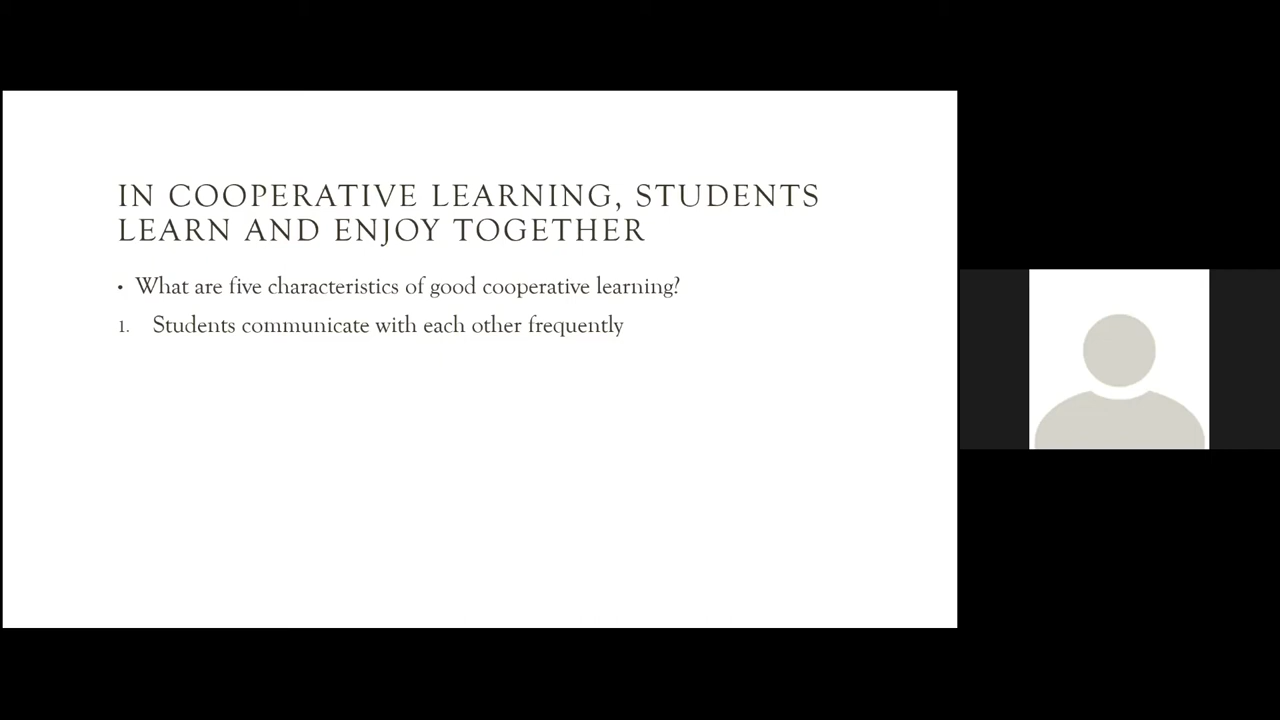 IN COOPERATIVE LEARNING, STUDENTS
LEARN AND ENJOY TOGETHER
• What are five characteristics of good cooperative learning?
1. Students communicate with each other frequently